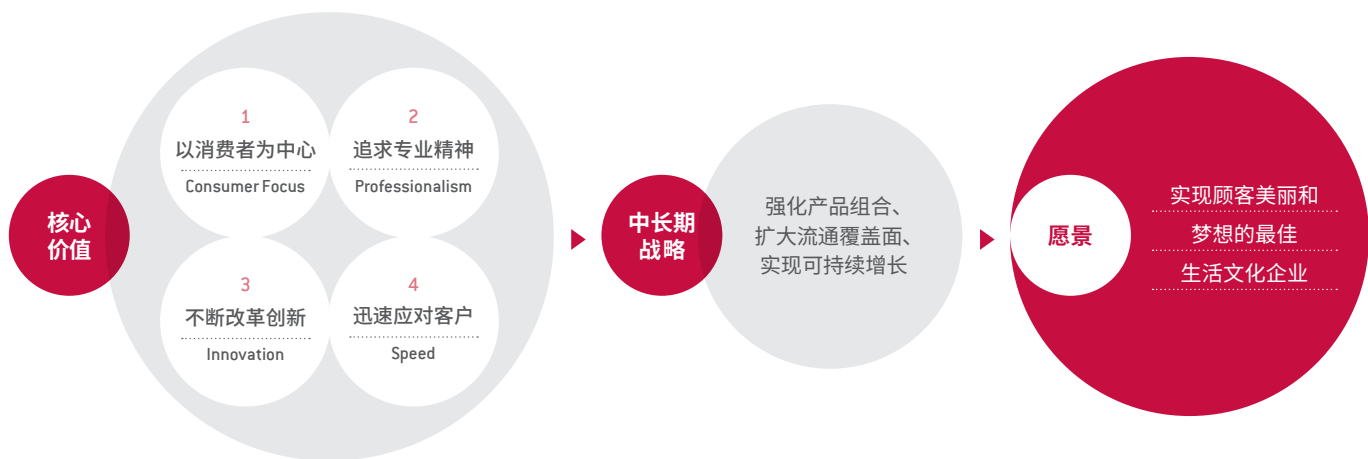 核心
价值
1
以消费者为中心
Consumer Focus
2
追求专业精神
Professionalism
3
不断改革创新
Innovation
4
迅速应对客户
Speed
中长期
战略
强化产品组合、
扩大流通覆盖面、
实现可持续增长
愿景
实现顾客美丽和
梦想的最佳
生活文化企业